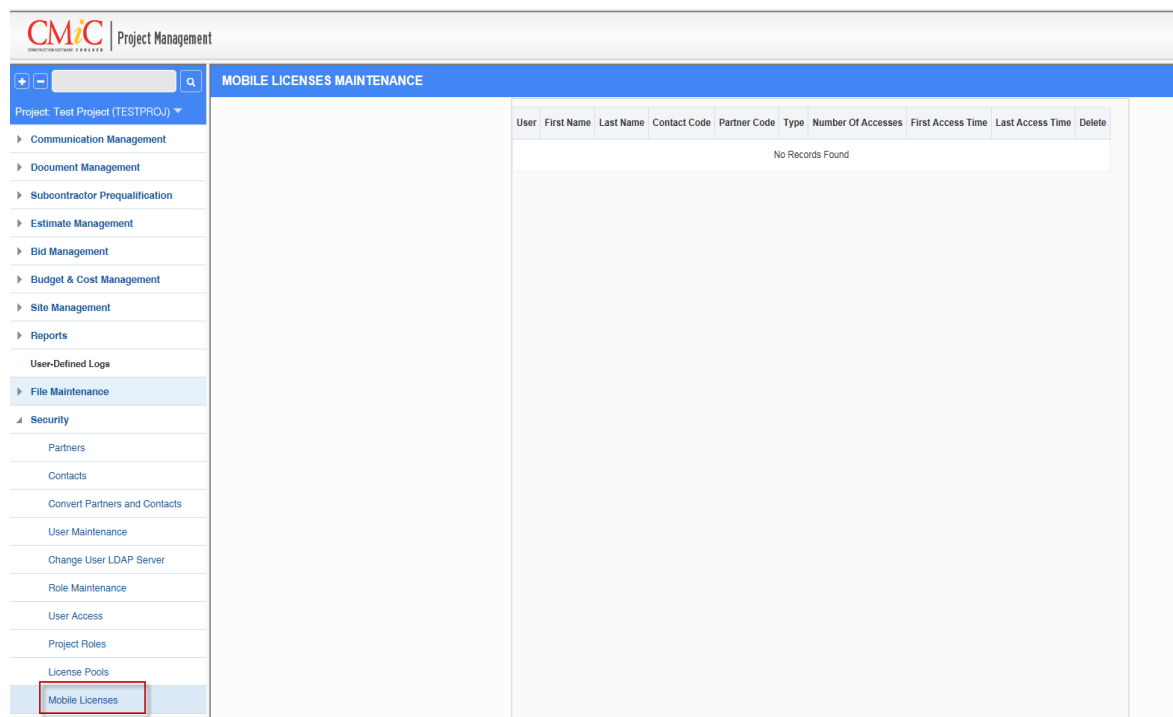 CMiC Project Management
CONSTRUCTION SOFTWARE EVOLVED
MOBILE LICENSES MAINTENANCE
Project: Test Project (TESTPROJ)
Communication Management
Document Management
Subcontractor Prequalification
Estimate Management
Bid Management
Budget & Cost Management
Site Management
Reports
User-Defined Logs
File Maintenance
Security
Partners
Contacts
Convert Partners and Contacts
User Maintenance
Change User LDAP Server
Role Maintenance
User Access
Project Roles
License Pools
Mobile Licenses
User First Name Last Name Contact Code Partner Code Type Number Of Accesses First Access Time Last Access Time Delete
No Records Found